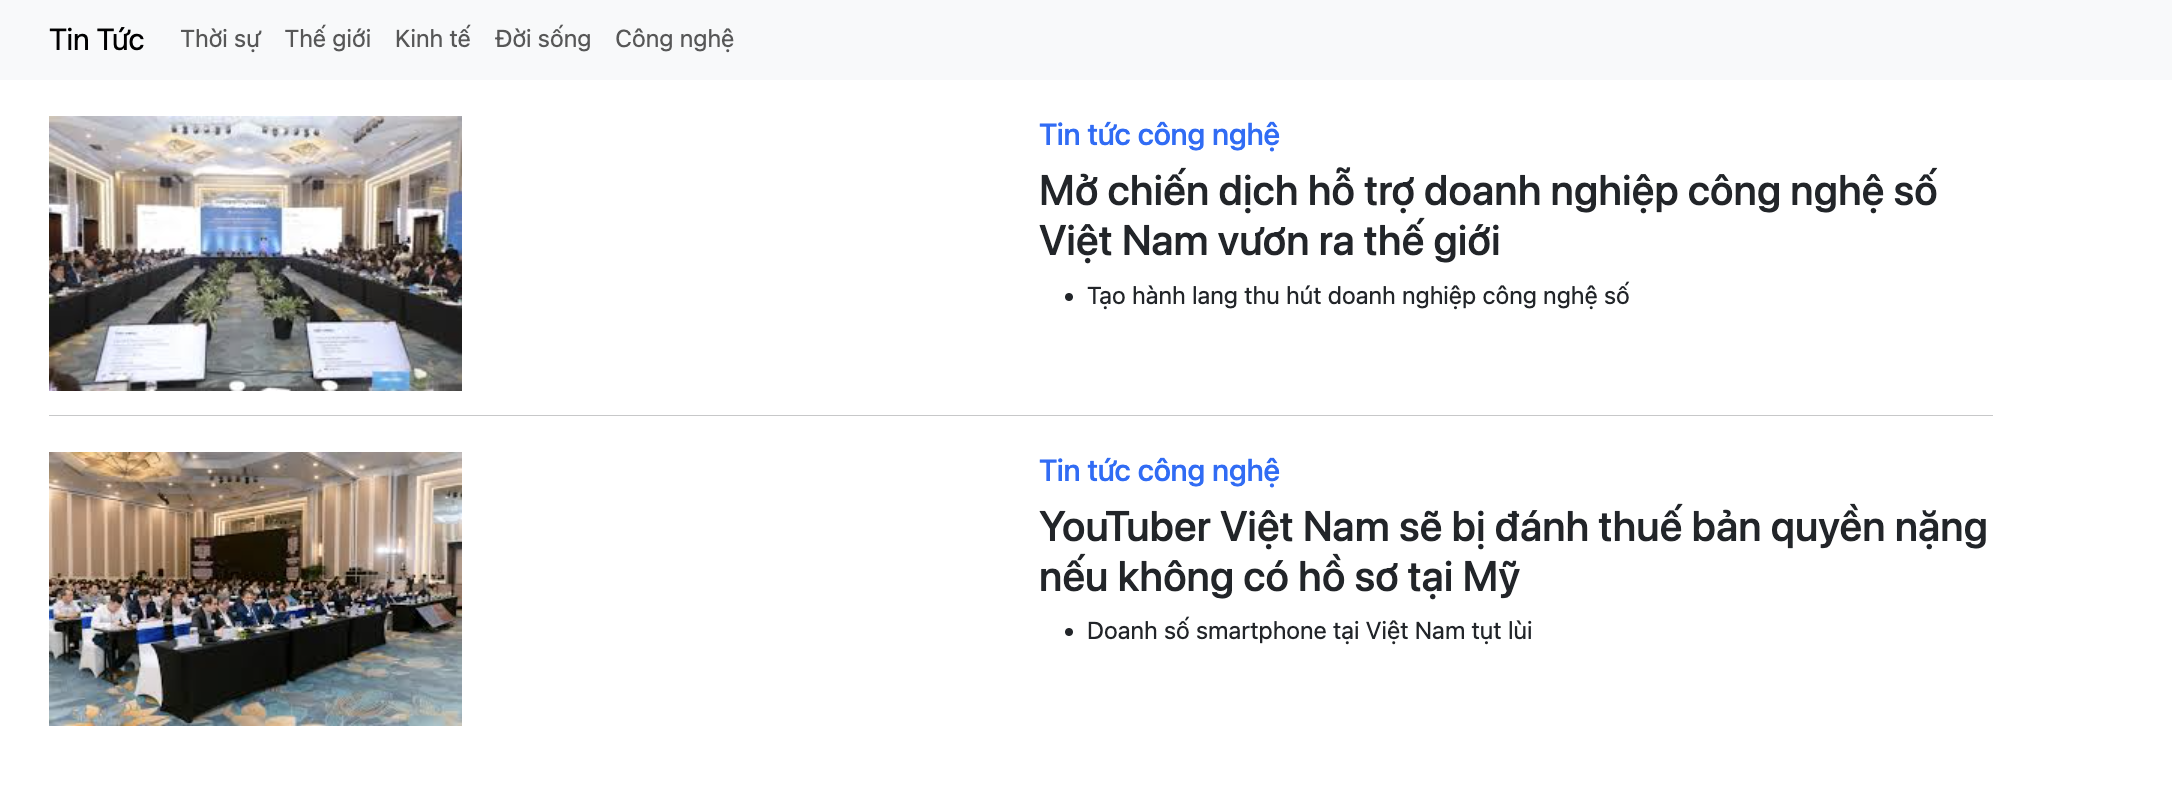 Tin Tức Thời sự Thế giới Kinh tế Đời sống Công nghệ
Tin tức công nghệ
Mở chiến dịch hỗ trợ doanh nghiệp công nghệ số
Việt Nam vươn ra thế giới
• Tạo hành lang thu hút doanh nghiệp công nghệ số
Tin tức công nghệ
YouTuber Việt Nam sẽ bị đánh thuế bản quyền nặng
nếu không có hồ sơ tại Mỹ
• Doanh số smartphone tại Việt Nam tụt lùi